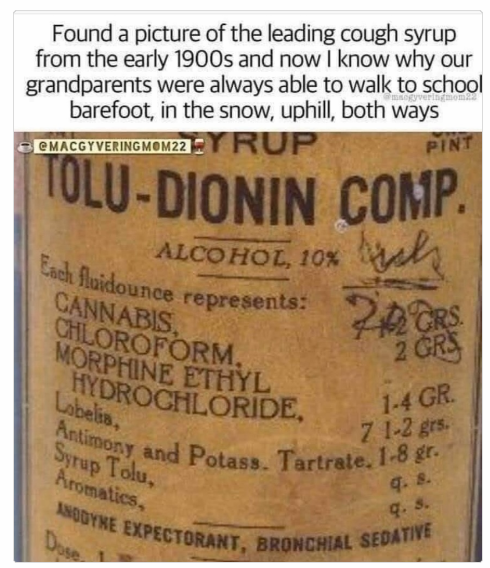 Found a picture of the leading cough syrup
from the early 1900s and now I know why our
grandparents were always able to walk to school
@macgyveringmom22
barefoot, in the snow, uphill, both ways
@MACGYVERINGMOM22
SYRUP
PINT
TOLU-DIONIN COMP.
ALCOHOL, 10%
Each fluidounce represents:
CANNABIS, GRS.
CHLOROFORM, 2 GRS
MORPHINE ETHYL
HYDROCHLORIDE, 1-4 GR.
Lobelia, 7 1-2 grs.
Antimony and Potass. Tartrate, 1-8 gr.
Syrup Tolu, q. s.
Aromatics, q. s.
ANODYNE EXPECTORANT, BRONCHIAL SEDATIVE
Dose, 1